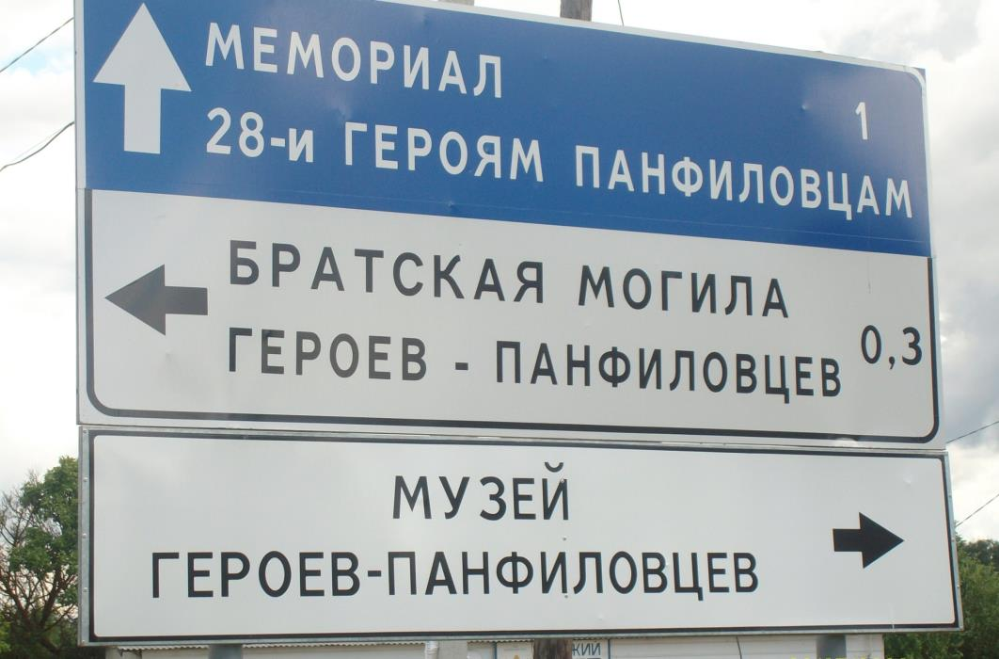 МЕМОРИАЛ
28-и ГЕРОЯМ ПАНФИЛОВЦАМ 1
БРАТСКАЯ МОГИЛА
ГЕРОЕВ - ПАНФИЛОВЦЕВ 0,3
МУЗЕЙ
ГЕРОЕВ-ПАНФИЛОВЦЕВ